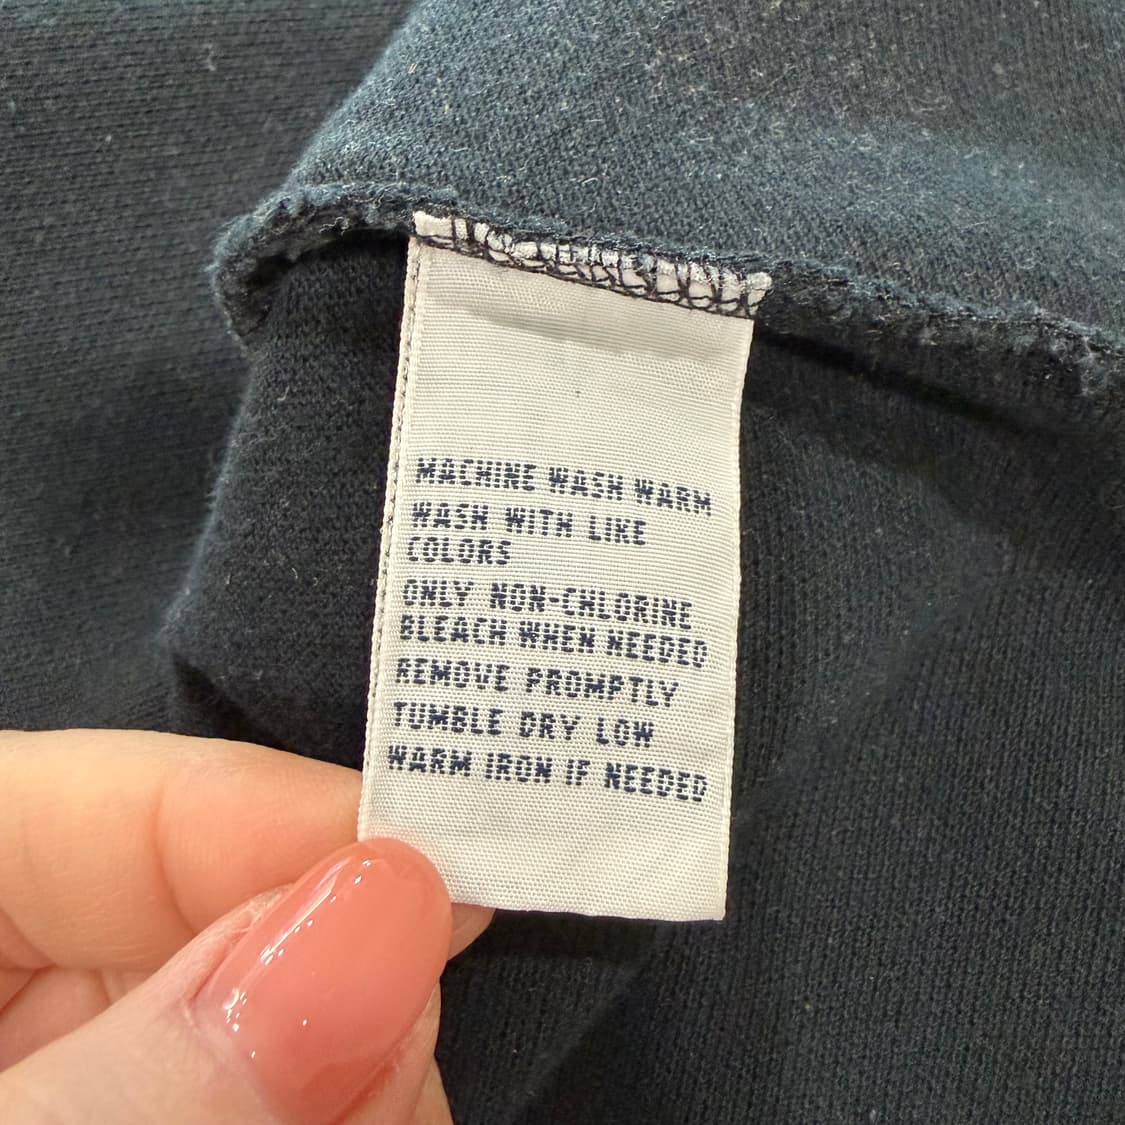 MACHINE WASH WARM
WASH WITH LIKE
COLORS
ONLY NON-CHLORINE
BLEACH WHEN NEEDED
REMOVE PROMPTLY
TUMBLE DRY LOW
WARM IRON IF NEEDED